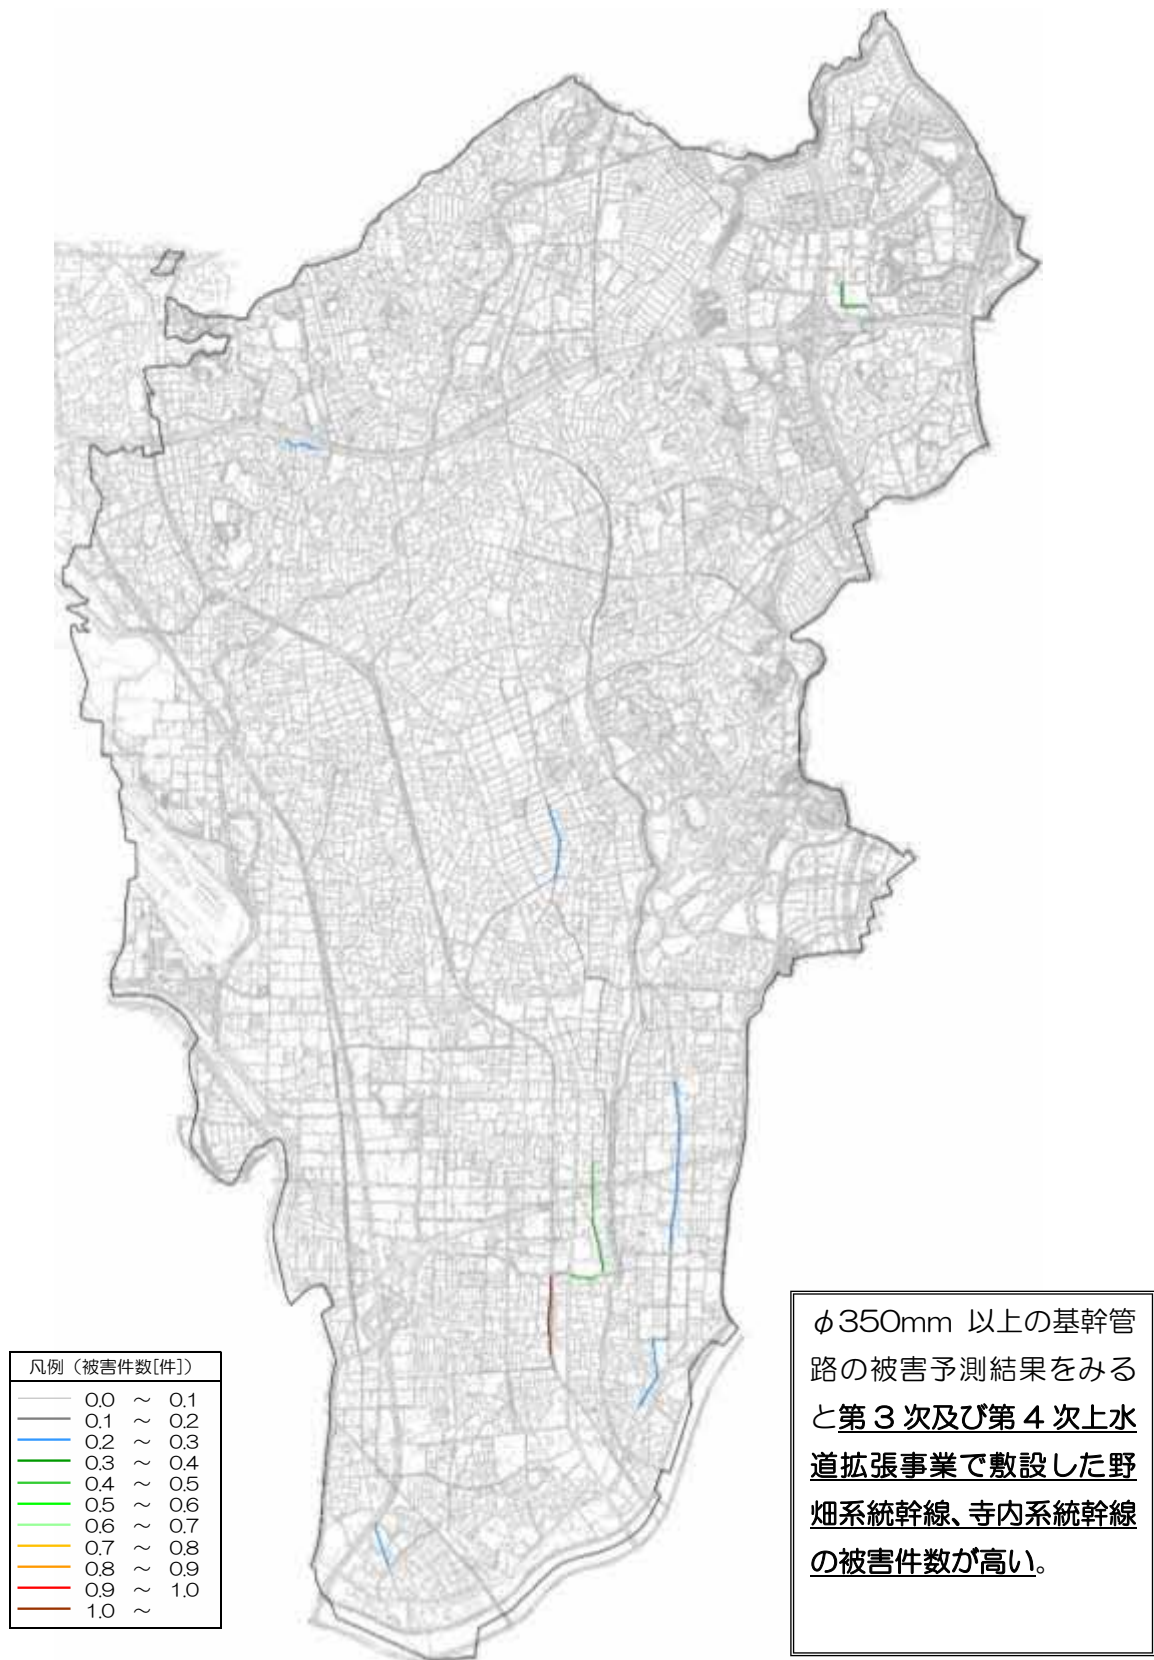 φ350mm 以上の基幹管
路の被害予測結果をみる
と第３次及び第４次上水
道拡張事業で敷設した野
畑系統幹線、寺内系統幹線
の被害件数が高い。
凡例（被害件数[件]）
0.0 ～ 0.1
0.1 ～ 0.2
0.2 ～ 0.3
0.3 ～ 0.4
0.4 ～ 0.5
0.5 ～ 0.6
0.6 ～ 0.7
0.7 ～ 0.8
0.8 ～ 0.9
0.9 ～ 1.0
1.0 ～